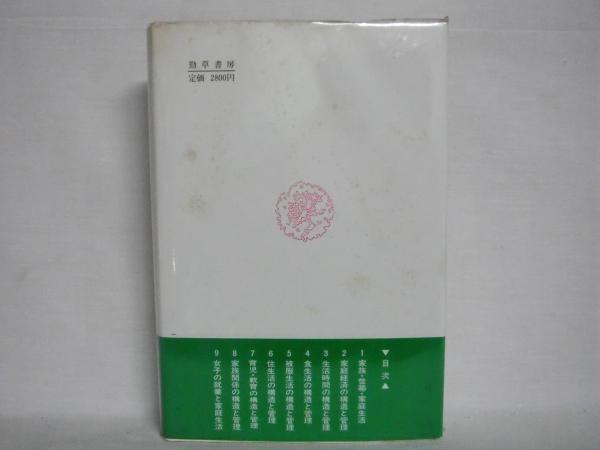 勁草書房
定価 2800円
▼目次▲
1 家族・世帯・家庭生活
2 家庭経済の構造と管理
3 生活時間の構造と管理
4 食生活の構造と管理
5 被服生活の構造と管理
6 住生活の構造と管理
7 育児・教育の構造と管理
8 家族関係の構造と管理
9 女子の就業と家庭生活